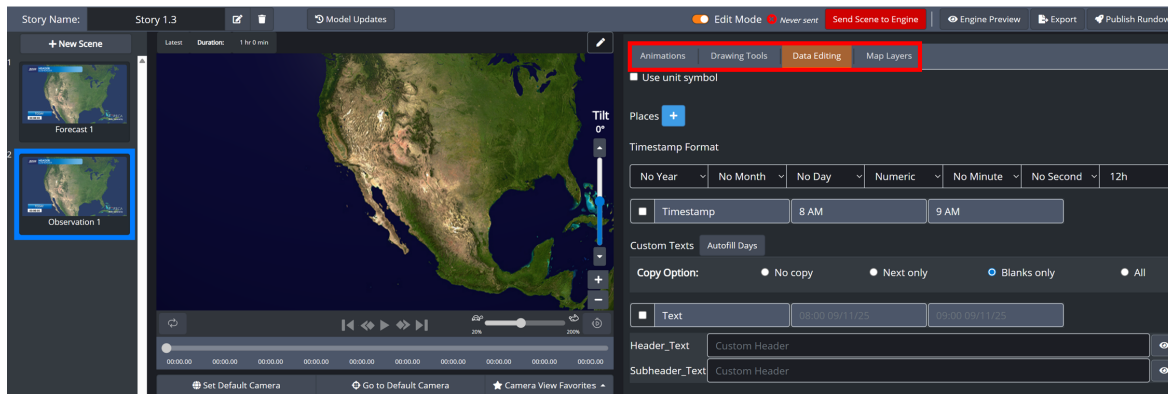 Story Name: Story 1.3 Model Updates Edit Mode Never sent Send Scene to Engine Engine Preview Export Publish Rundow
+ New Scene
Latest Duration: 1 hr 0 min
Animations Drawing Tools Data Editing Map Layers
Use unit symbol
1
Forecast 1
Tilt
0°
Places +
Timestamp Format
No Year No Month No Day Numeric No Minute No Second 12h
2
Observation 1
Timestamp 8 AM 9 AM
Custom Texts Autofill Days
Copy Option: No copy Next only Blanks only All
Text 08:00 09/11/25 09:00 09/11/25
20% 200%
Header_Text Custom Header
00:00.00 00:00.00 00:00.00 00:00.00 00:00.00 00:00.00 00:00.00 00:00.00 00:00.00 00:00.00
Subheader_Text Custom Header
Set Default Camera Go to Default Camera Camera View Favorites